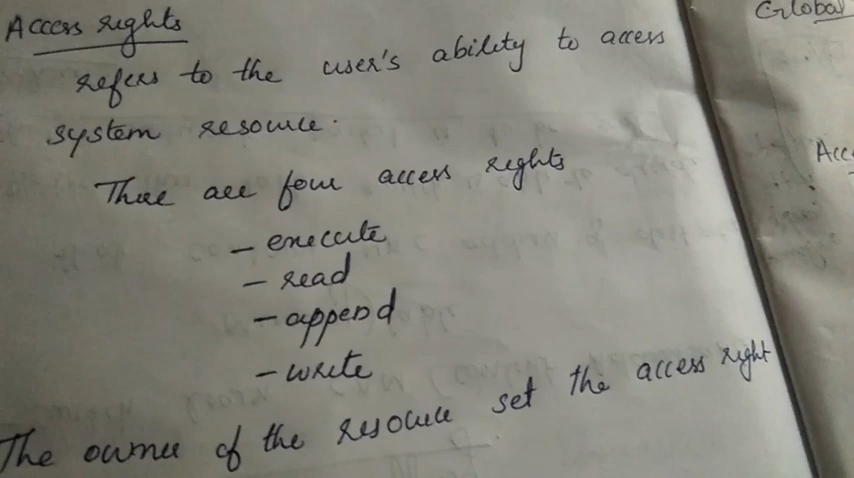 Access rights
refers to the user's ability to access
system resource.
There are four access rights
- execute
- read
- append
- write
The owner of the resource set the access right
Global